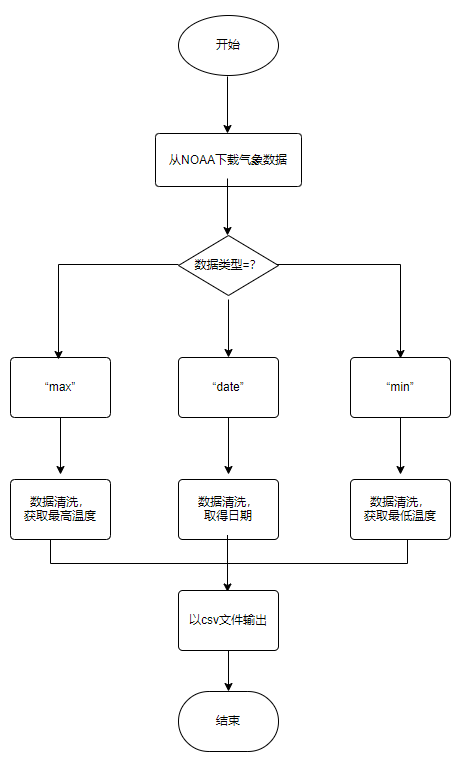 开始
从NOAA下载气象数据
数据类型=?
“max”
“date”
“min”
数据清洗，
获取最高温度
数据清洗，
取得日期
数据清洗，
获取最低温度
以csv文件输出
结束